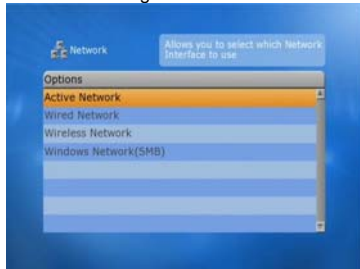 Network
Allows you to select which Network
Interface to use
Options
Active Network
Wired Network
Wireless Network
Windows Network(SMB)